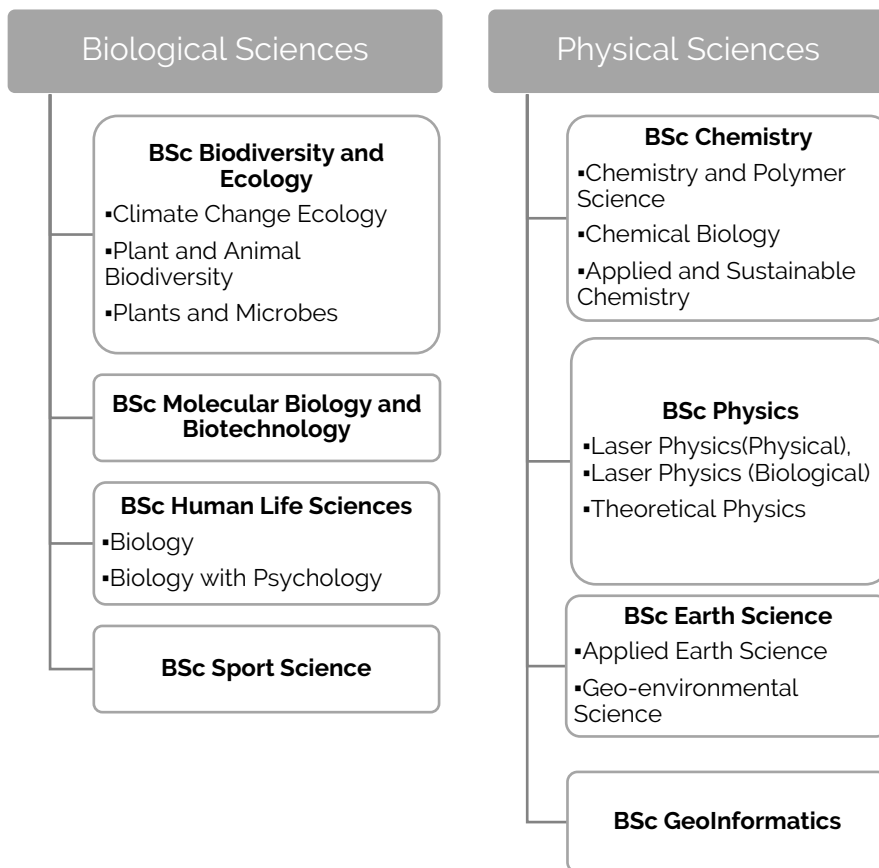 Biological Sciences
BSc Biodiversity and
Ecology
▪Climate Change Ecology
▪Plant and Animal
Biodiversity
▪Plants and Microbes
BSc Molecular Biology and
Biotechnology
BSc Human Life Sciences
▪Biology
▪Biology with Psychology
BSc Sport Science
Physical Sciences
BSc Chemistry
▪Chemistry and Polymer
Science
▪Chemical Biology
▪Applied and Sustainable
Chemistry
BSc Physics
▪Laser Physics(Physical),
▪Laser Physics (Biological)
▪Theoretical Physics
BSc Earth Science
▪Applied Earth Science
▪Geo-environmental
Science
BSc GeoInformatics